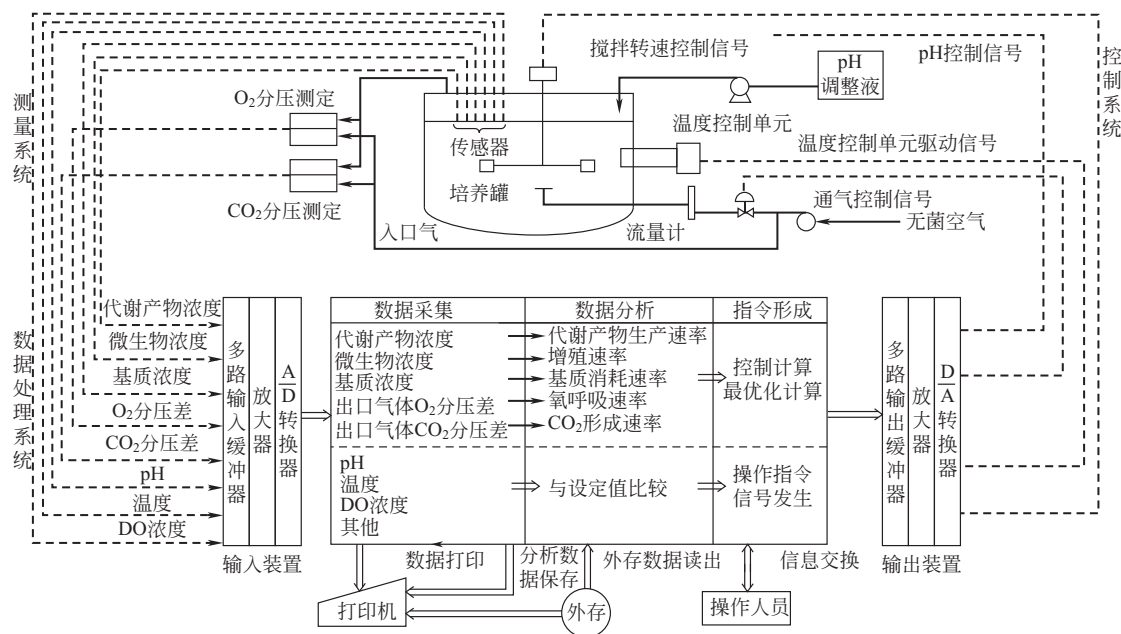 搅拌转速控制信号
pH控制信号
控制系统
pH
调整液
测量系统
O₂分压测定
温度控制单元
传感器
温度控制单元驱动信号
培养罐
CO₂分压测定
通气控制信号
入口气
流量计
无菌空气
数据处理系统
代谢产物浓度
微生物浓度
基质浓度
O₂分压差
CO₂分压差
pH
温度
DO浓度
多路输入缓冲器
放大器
A/D转换器
输入装置
数据采集
数据分析
指令形成
代谢产物浓度
代谢产物生产速率
微生物浓度
增殖速率
基质浓度
基质消耗速率
出口气体O₂分压差
氧呼吸速率
出口气体CO₂分压差
CO₂形成速率
控制计算
最优化计算
pH
温度
DO浓度
其他
与设定值比较
操作指令
信号发生
多路输出缓冲器
放大器
D/A转换器
输出装置
数据打印
分析数
据保存
外存数据读出
信息交换
打印机
外存
操作人员